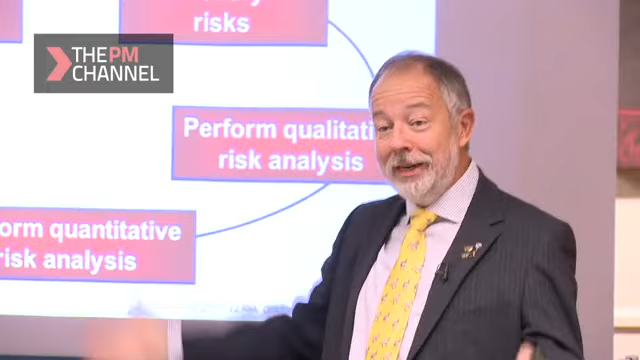 risks
THE PM
CHANNEL
Perform qualitati
risk analysis
orm quantitative
risk analysis